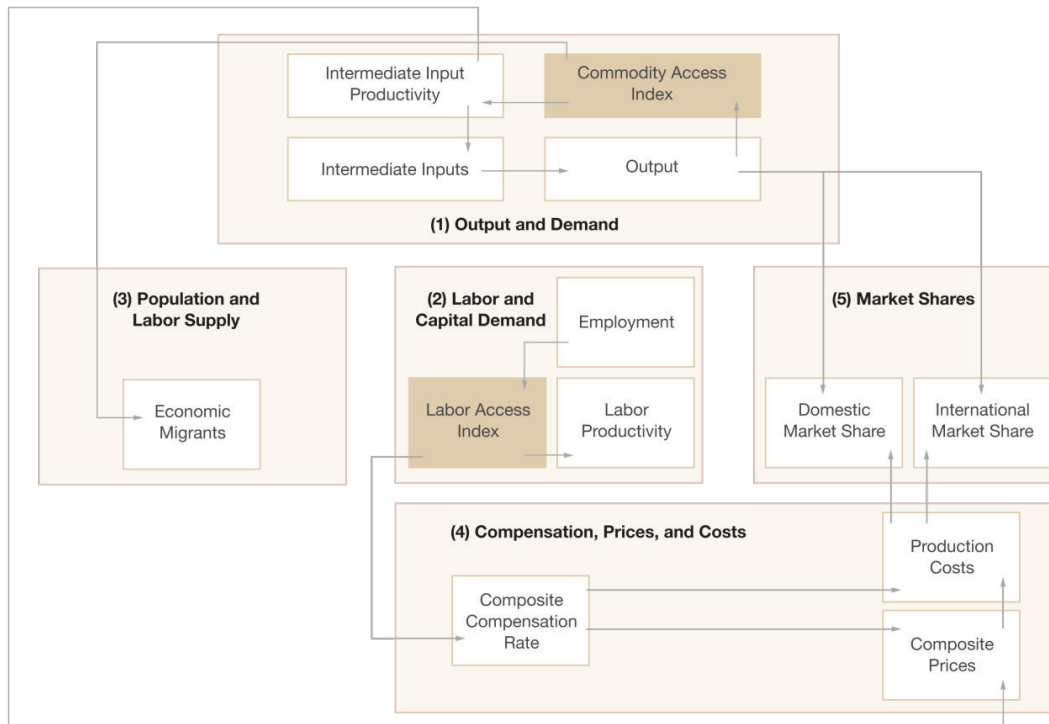 Intermediate Input
Productivity
Commodity Access
Index
Intermediate Inputs
Output
(1) Output and Demand
(3) Population and
Labor Supply
Economic
Migrants
(2) Labor and
Capital Demand
Employment
Labor Access
Index
Labor
Productivity
(5) Market Shares
Domestic
Market Share
International
Market Share
(4) Compensation, Prices, and Costs
Production
Costs
Composite
Compensation
Rate
Composite
Prices